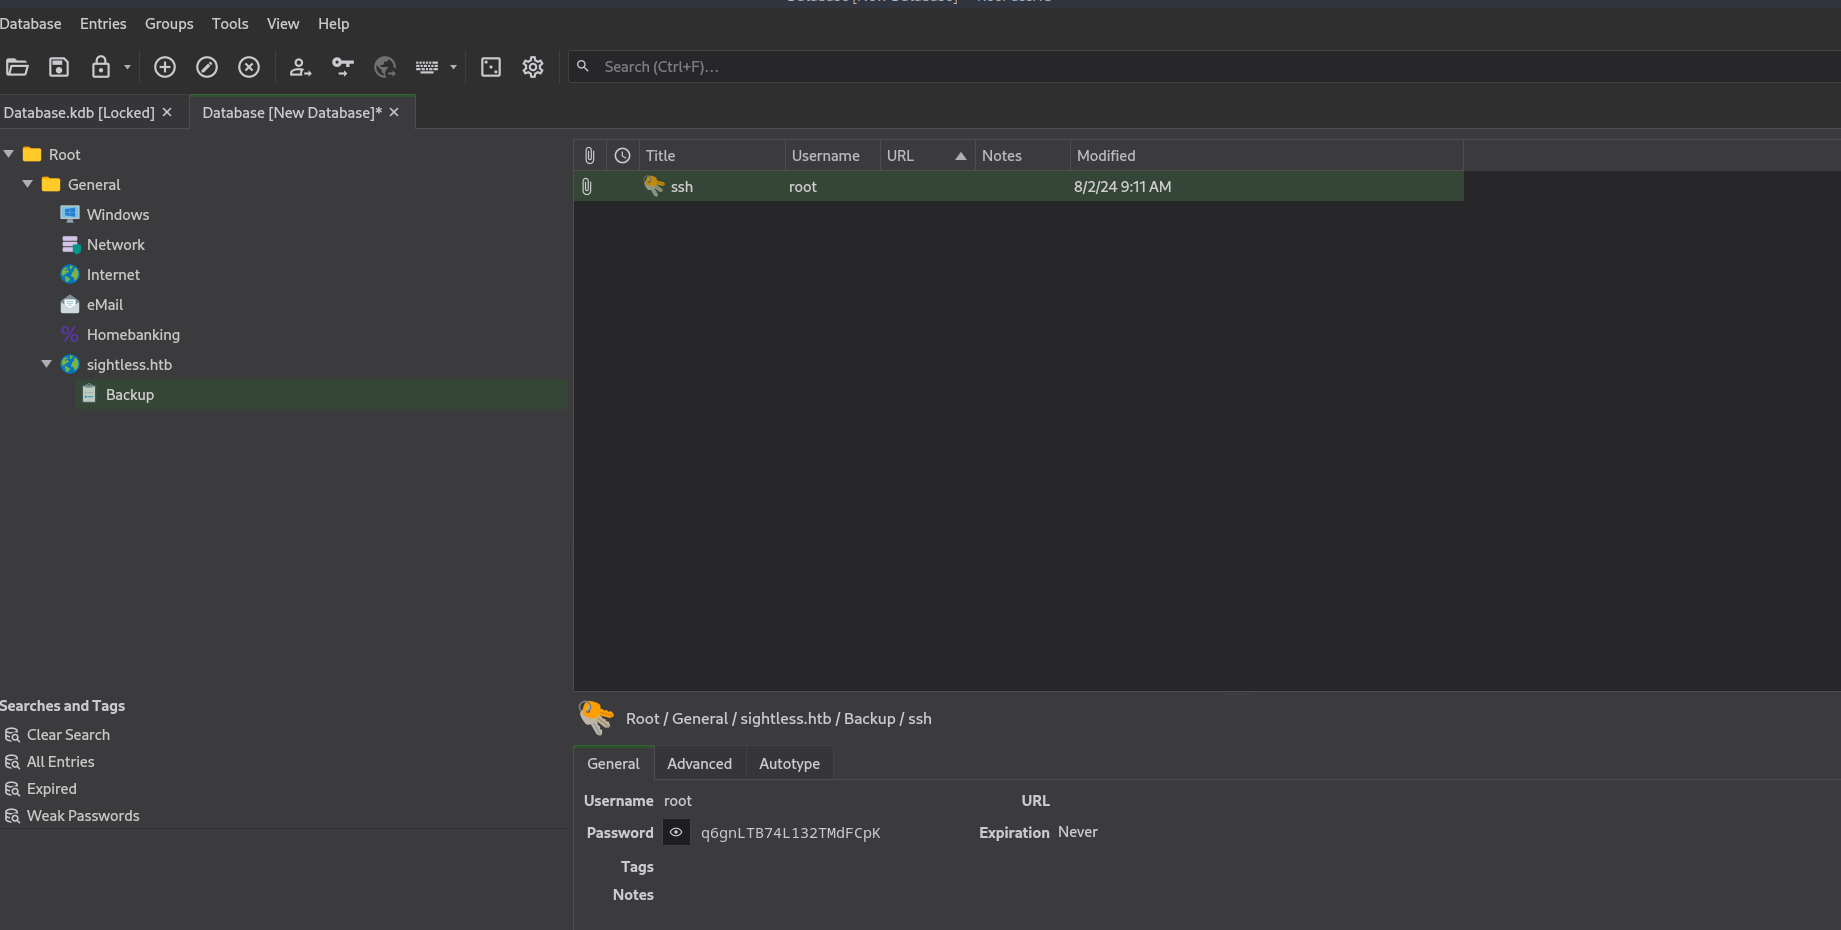 Database Entries Groups Tools View Help
Search (Ctrl+F)...
Database.kdb [Locked] Database [New Database]*
Root
General
Windows
Network
Internet
eMail
Homebanking
sightless.htb
Backup
Title Username URL Notes Modified
ssh root 8/2/24 9:11 AM
Searches and Tags
Clear Search
All Entries
Expired
Weak Passwords
Root / General / sightless.htb / Backup / ssh
General Advanced Autotype
Username root URL
Password q6gnLTB74L132TMdFCpK Expiration Never
Tags
Notes